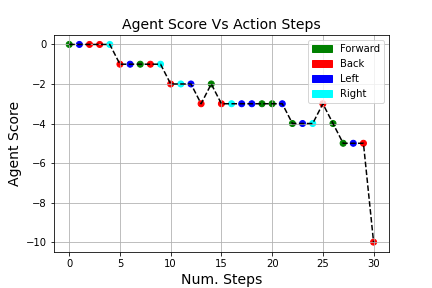 Agent Score Vs Action Steps
Forward
Back
Left
Right
0
−2
−4
−6
−8
−10
Agent Score
0 5 10 15 20 25 30
Num. Steps